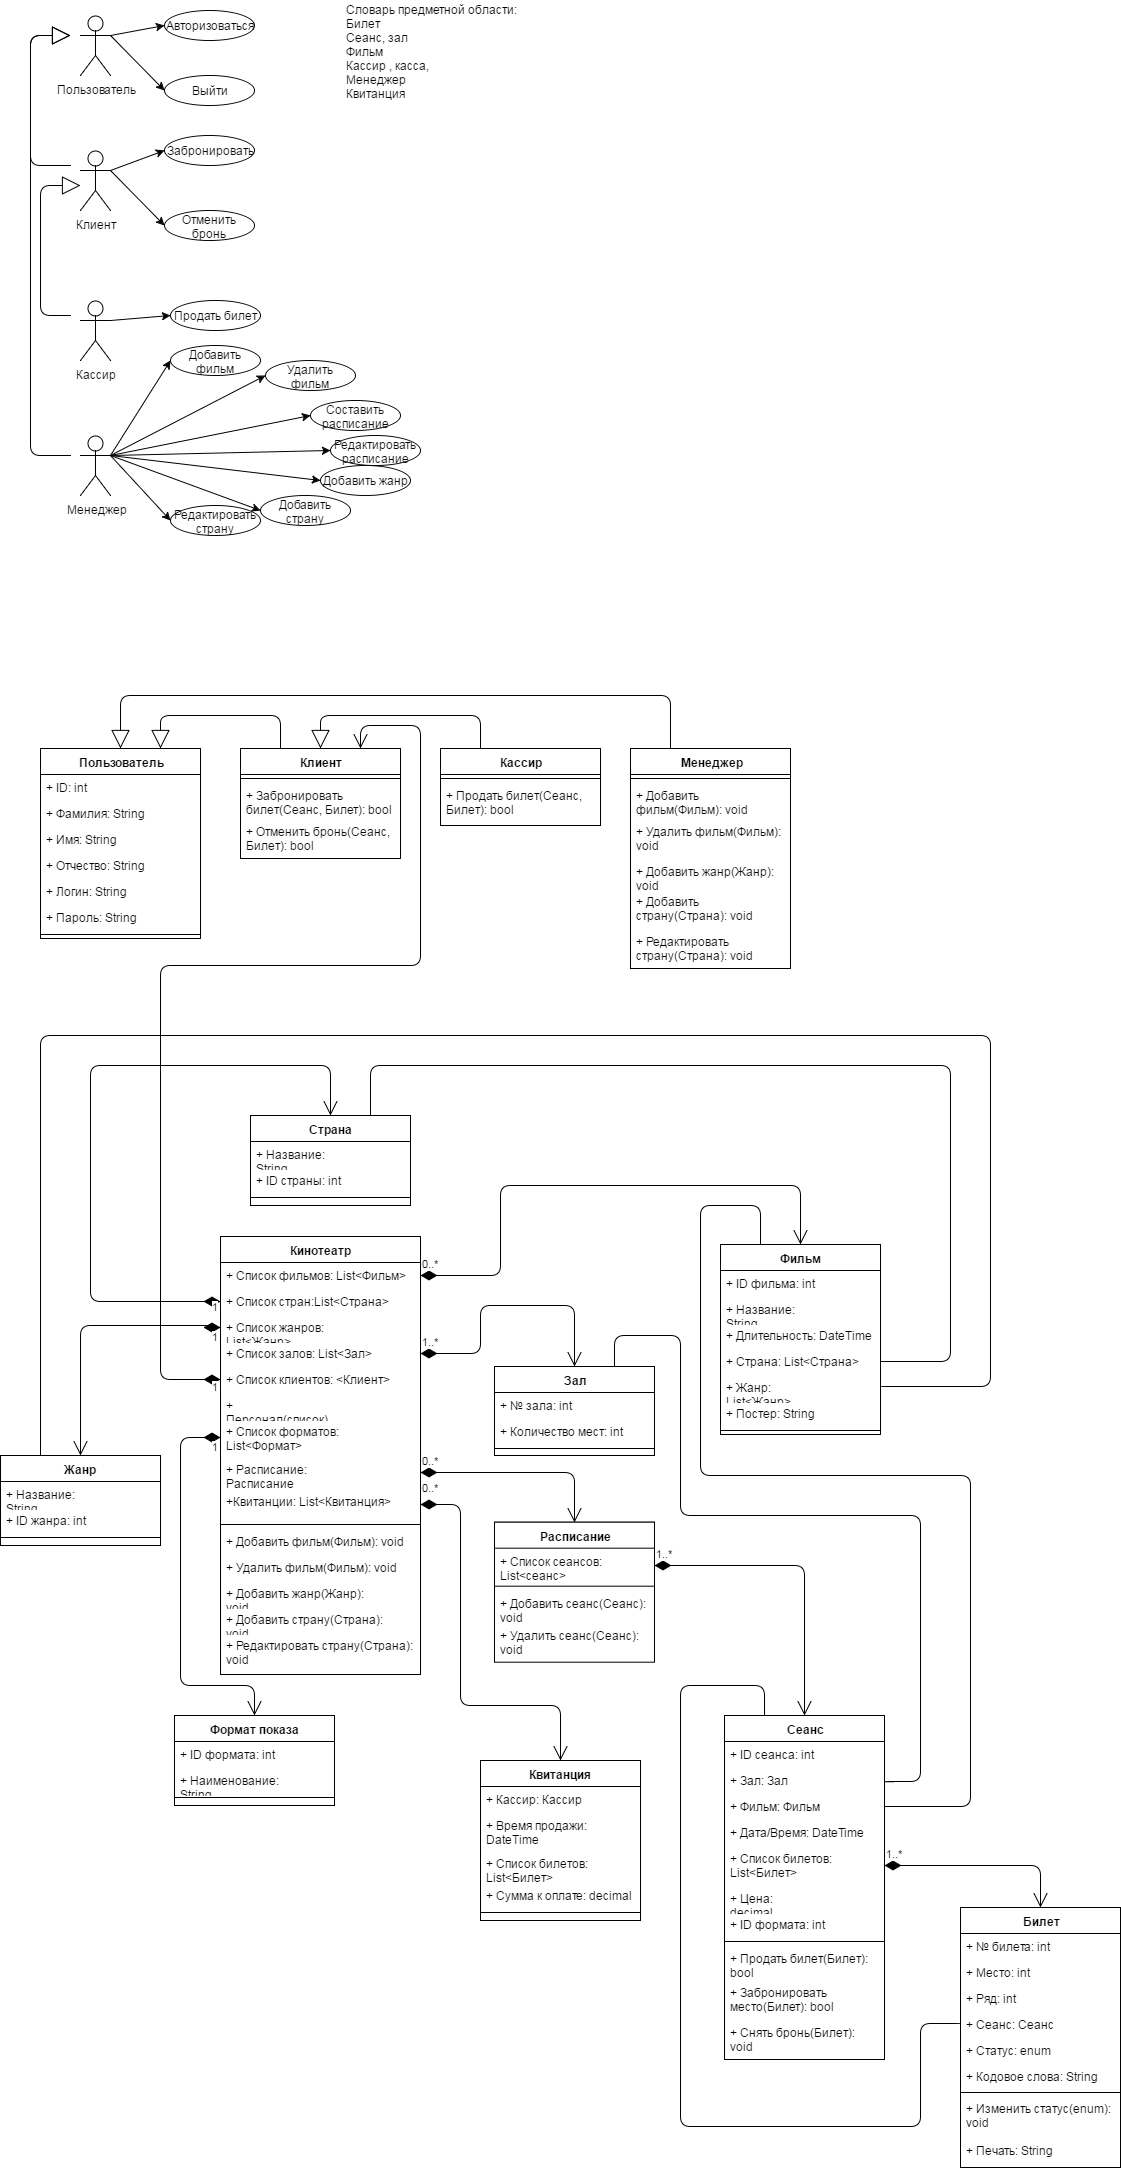 Словарь предметной области:
Билет
Сеанс, зал
Фильм
Кассир , касса,
Менеджер
Квитанция
Авторизоваться
Выйти
Пользователь
Забронировать
Отменить
бронь
Клиент
Продать билет
Кассир
Добавить
фильм
Удалить
фильм
Составить
расписание
Редактировать
расписание
Добавить жанр
Добавить
страну
Редактировать
страну
Менеджер
Пользователь
+ ID: int
+ Фамилия: String
+ Имя: String
+ Отчество: String
+ Логин: String
+ Пароль: String
Клиент
+ Забронировать
билет(Сеанс, Билет): bool
+ Отменить бронь(Сеанс,
Билет): bool
Кассир
+ Продать билет(Сеанс,
Билет): bool
Менеджер
+ Добавить
фильм(Фильм): void
+ Удалить фильм(Фильм):
void
+ Добавить жанр(Жанр):
void
+ Добавить
страну(Страна): void
+ Редактировать
страну(Страна): void
Страна
+ Название:
String
+ ID страны: int
Кинотеатр
+ Список фильмов: List<Фильм>
+ Список стран:List<Страна>
+ Список жанров:
List<Жанр>
+ Список залов: List<Зал>
+ Список клиентов: <Клиент>
+
Персонал(список)
+ Список форматов:
List<Формат>
+ Расписание:
Расписание
+Квитанции: List<Квитанция>
+ Добавить фильм(Фильм): void
+ Удалить фильм(Фильм): void
+ Добавить жанр(Жанр):
void
+ Добавить страну(Страна):
void
+ Редактировать страну(Страна):
void
0..*
1
1
1..*
1
1
0..*
0..*
Фильм
+ ID фильма: int
+ Название:
String
+ Длительность: DateTime
+ Страна: List<Страна>
+ Жанр:
List<Жанр>
+ Постер: String
Зал
+ № зала: int
+ Количество мест: int
Жанр
+ Название:
String
+ ID жанра: int
Расписание
+ Список сеансов:
List<сеанс>
+ Добавить сеанс(Сеанс):
void
+ Удалить сеанс(Сеанс):
void
1..*
Формат показа
+ ID формата: int
+ Наименование:
String
Квитанция
+ Кассир: Кассир
+ Время продажи:
DateTime
+ Список билетов:
List<Билет>
+ Сумма к оплате: decimal
Сеанс
+ ID сеанса: int
+ Зал: Зал
+ Фильм: Фильм
+ Дата/Время: DateTime
+ Список билетов:
List<Билет>
+ Цена:
decimal
+ ID формата: int
+ Продать билет(Билет):
bool
+ Забронировать
место(Билет): bool
+ Снять бронь(Билет):
void
1..*
Билет
+ № билета: int
+ Место: int
+ Ряд: int
+ Сеанс: Сеанс
+ Статус: enum
+ Кодовое слова: String
+ Изменить статус(enum):
void
+ Печать: String